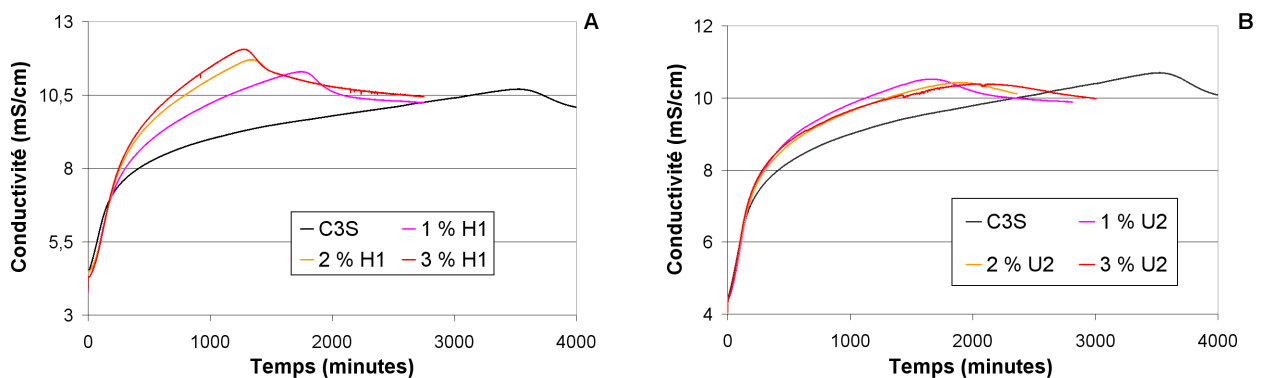 A
Conductivité (mS/cm)
13
10,5
8
5,5
3
C3S
1 % H1
2 % H1
3 % H1
0
1000
2000
3000
4000
Temps (minutes)
B
Conductivité (mS/cm)
12
10
8
6
4
C3S
1 % U2
2 % U2
3 % U2
0
1000
2000
3000
4000
Temps (minutes)